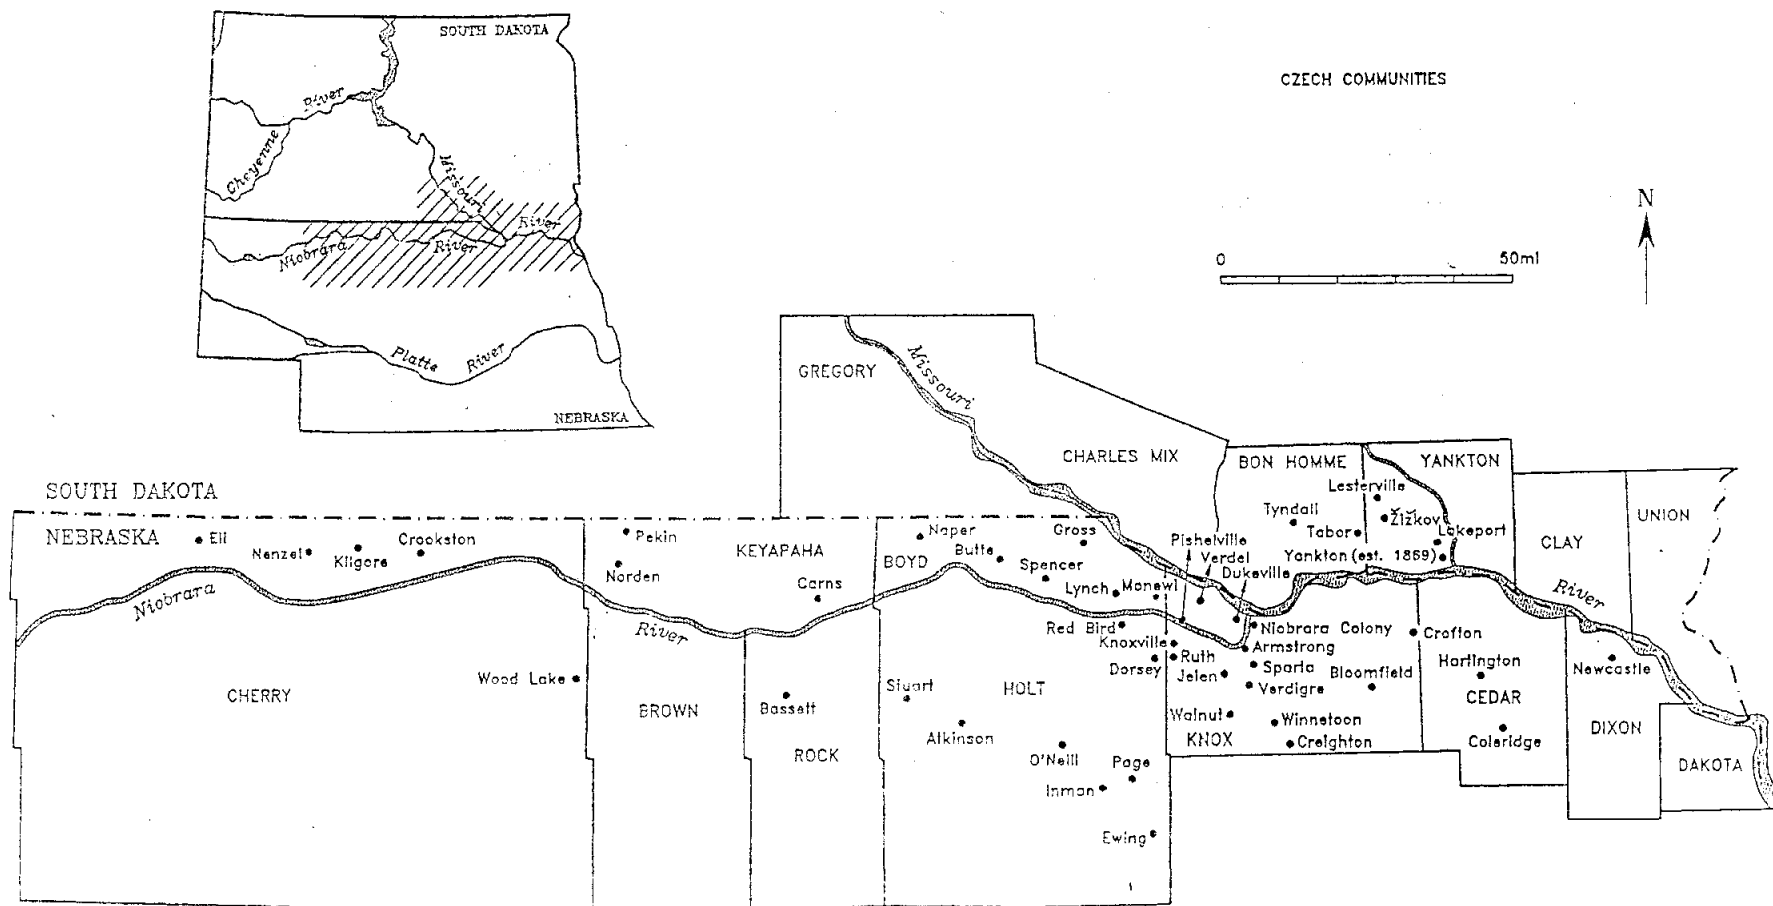 SOUTH DAKOTA
River
Cheyenne
Missouri
River
Niobrara
River
Platte
River
NEBRASKA
CZECH COMMUNITIES
N
0
50mi
GREGORY
Missouri
CHARLES MIX
BON HOMME
YANKTON
Lesterville
Tyndall
Tabor
Žižkov
Lakeport
Yankton (est. 1869)
CLAY
UNION
River
SOUTH DAKOTA
NEBRASKA
Eli
Nenzel
Kilgore
Crookston
Niobrara
River
CHERRY
Wood Lake
Pekin
Norden
KEYAPAHA
Carns
BROWN
Bassett
ROCK
Naper
BOYD
Butte
Gross
Spencer
Lynch
Monowi
Pishelville
Verdel
Dukeville
Red Bird
Knoxville
Dorsey
Ruth
Jelen
Niobrara Colony
Armstrong
Sparta
Verdigre
Bloomfield
Walnut
Winnetoon
KNOX
Creighton
Stuart
HOLT
Atkinson
O'Neill
Page
Inman
Ewing
Crofton
Hartington
CEDAR
Coleridge
Newcastle
DIXON
DAKOTA